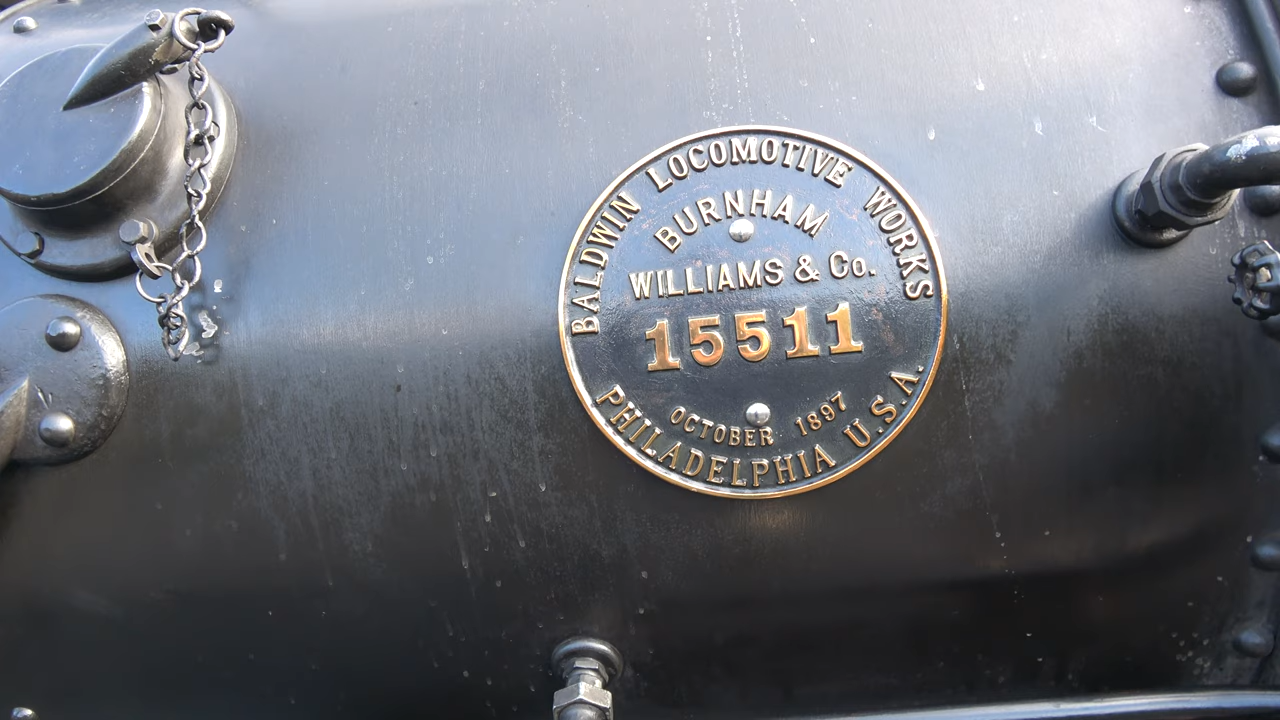 BALDWIN LOCOMOTIVE WORKS
BURNHAM
WILLIAMS & Co.
15511
OCTOBER 1897
PHILADELPHIA U.S.A.